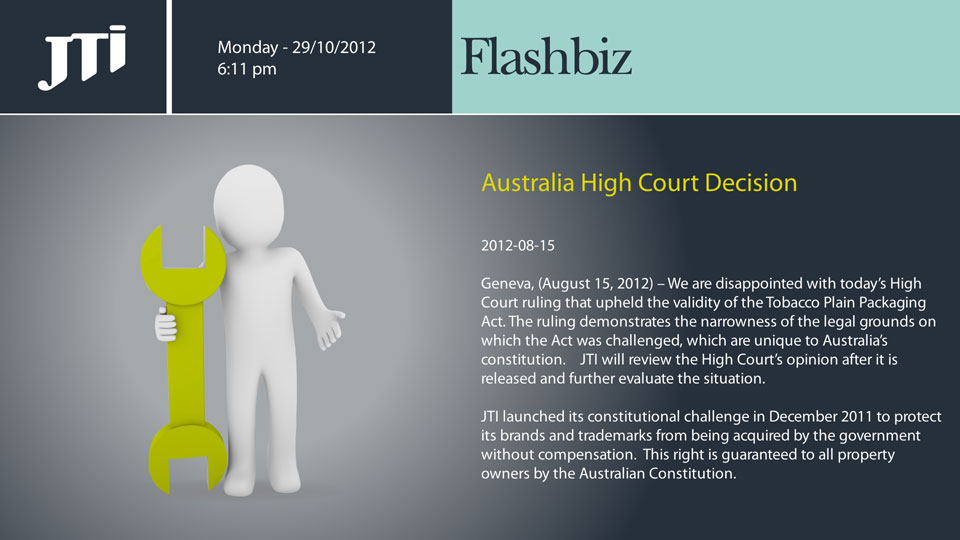 JTI
Monday - 29/10/2012
6:11 pm
Flashbiz
Australia High Court Decision
2012-08-15
Geneva, (August 15, 2012) – We are disappointed with today’s High
Court ruling that upheld the validity of the Tobacco Plain Packaging
Act. The ruling demonstrates the narrowness of the legal grounds on
which the Act was challenged, which are unique to Australia’s
constitution. JTI will review the High Court’s opinion after it is
released and further evaluate the situation.
JTI launched its constitutional challenge in December 2011 to protect
its brands and trademarks from being acquired by the government
without compensation. This right is guaranteed to all property
owners by the Australian Constitution.